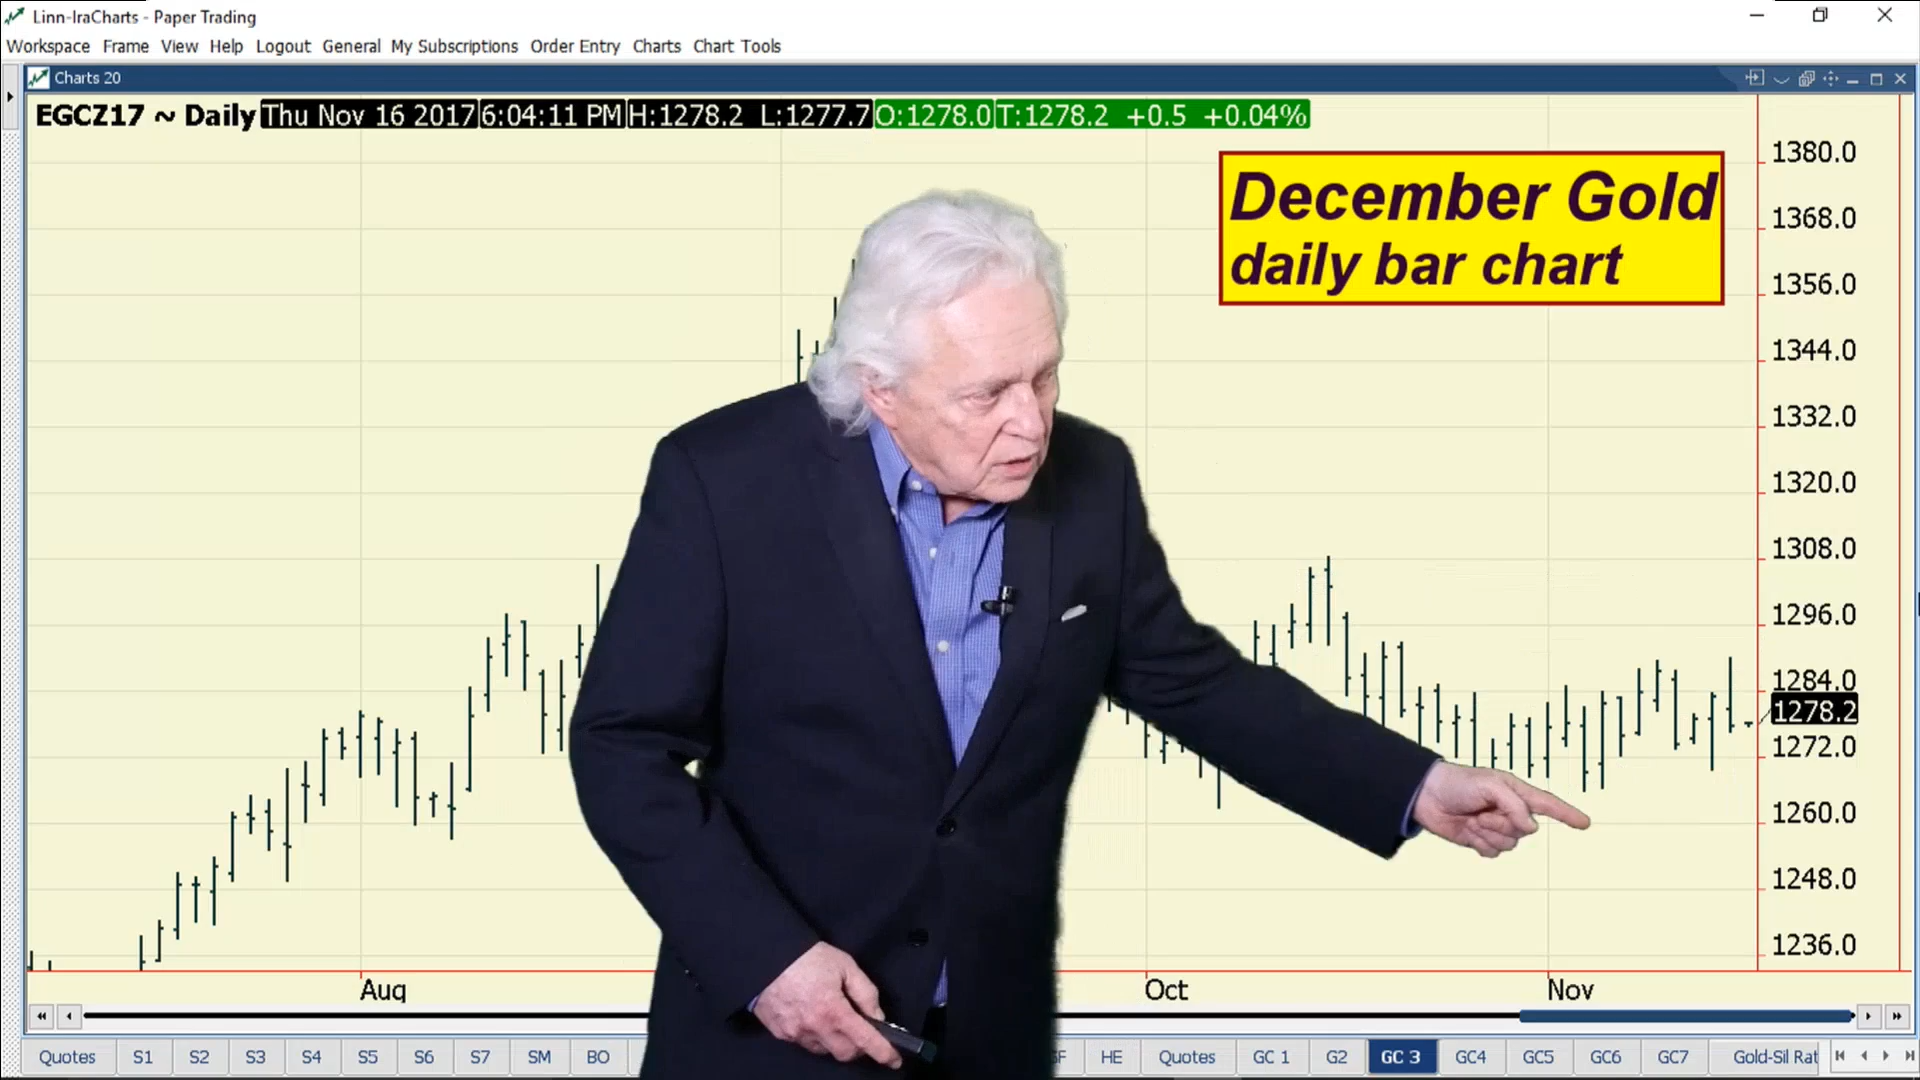 Linn-IraCharts - Paper Trading
Workspace Frame View Help Logout General My Subscriptions Order Entry Charts Chart Tools
Charts 20
EGCZ17 ~ Daily Thu Nov 16 2017 6:04:11 PM H:1278.2 L:1277.7 O:1278.0 T:1278.2 +0.5 +0.04%
December Gold
daily bar chart
1380.0
1368.0
1356.0
1344.0
1332.0
1320.0
1308.0
1296.0
1284.0
1278.2
1272.0
1260.0
1248.0
1236.0
Aug Oct Nov
Quotes S1 S2 S3 S4 S5 S6 S7 SM BO HE Quotes GC 1 G2 GC 3 GC4 GC5 GC6 GC7 Gold-Sil Rat